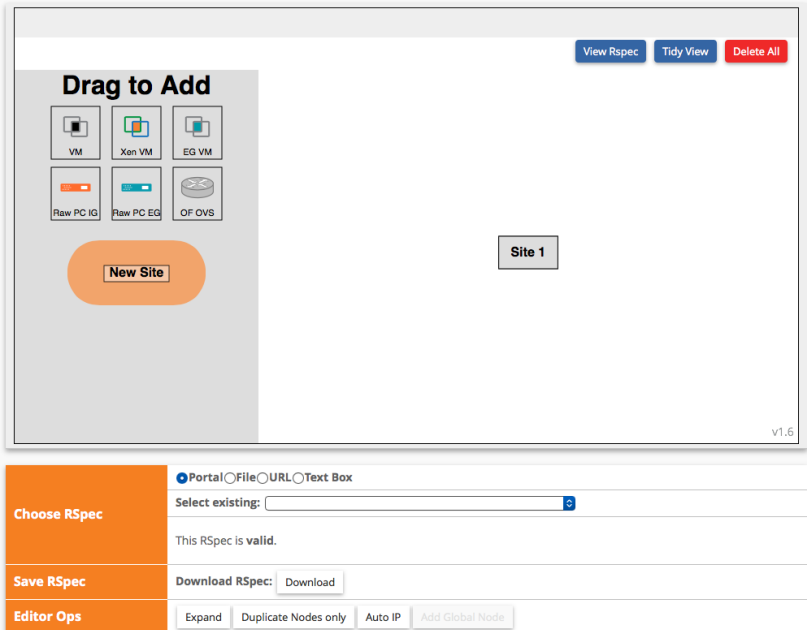 View Rspec Tidy View Delete All
Drag to Add
VM Xen VM EG VM
Raw PC IG Raw PC EG OF OVS
New Site
Site 1
v1.6
Portal File URL Text Box
Choose RSpec
Select existing:
This RSpec is valid.
Save RSpec Download RSpec: Download
Editor Ops Expand Duplicate Nodes only Auto IP Add Global Node